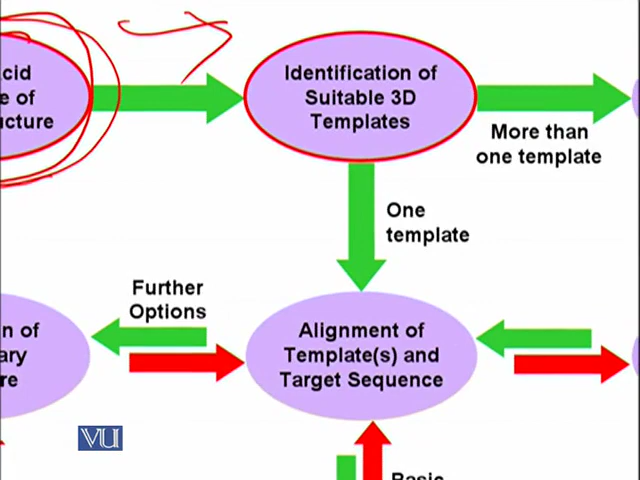 cid
e of
ucture
Identification of
Suitable 3D
Templates
More than
one template
One
template
Further
Options
n of
ary
re
Alignment of
Template(s) and
Target Sequence
VU
Basic